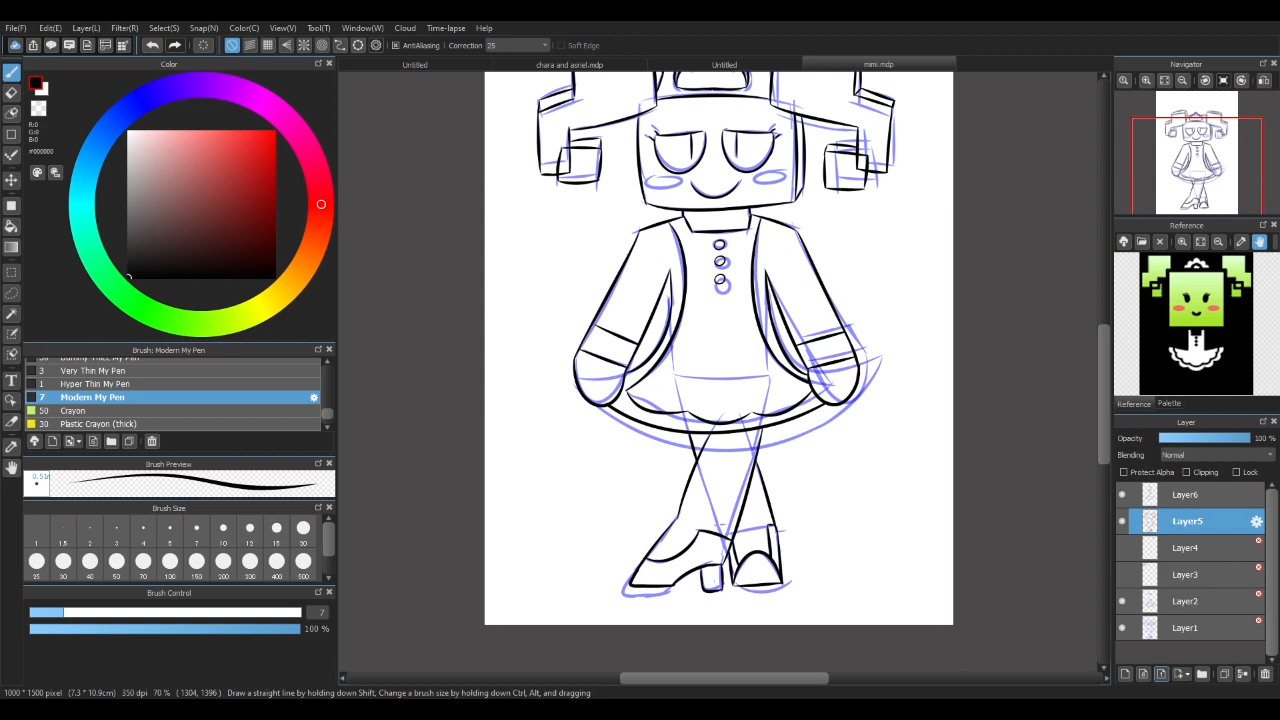 File(F) Edit(E) Layer(L) Filter(R) Select(S) Snap(N) Color(C) View(V) Tool(T) Window(W) Cloud Time-lapse Help
AntiAliasing Correction 25 Soft Edge
Color
Untitled chara and asriel.mdp Untitled mimi.mdp
Navigator
R:0
G:0
B:0
#000000
Reference
Brush: Modern My Pen
3 Very Thin My Pen
1 Hyper Thin My Pen
7 Modern My Pen
50 Crayon
30 Plastic Crayon (thick)
Brush Preview
Brush Size
1 1.5 2 3 4 5 7 10 12 15 20
25 30 40 50 70 100 150 200 300 400 500
Brush Control
7
100 %
Reference Palette
Layer
Opacity 100 %
Blending Normal
Protect Alpha Clipping Lock
Layer6
Layer5
Layer4
Layer3
Layer2
Layer1
1000 * 1500 pixel (7.3 * 10.9cm) 350 dpi 70 % ( 1304, 1396 ) Draw a straight line by holding down Shift, Change a brush size by holding down Ctrl, Alt, and dragging